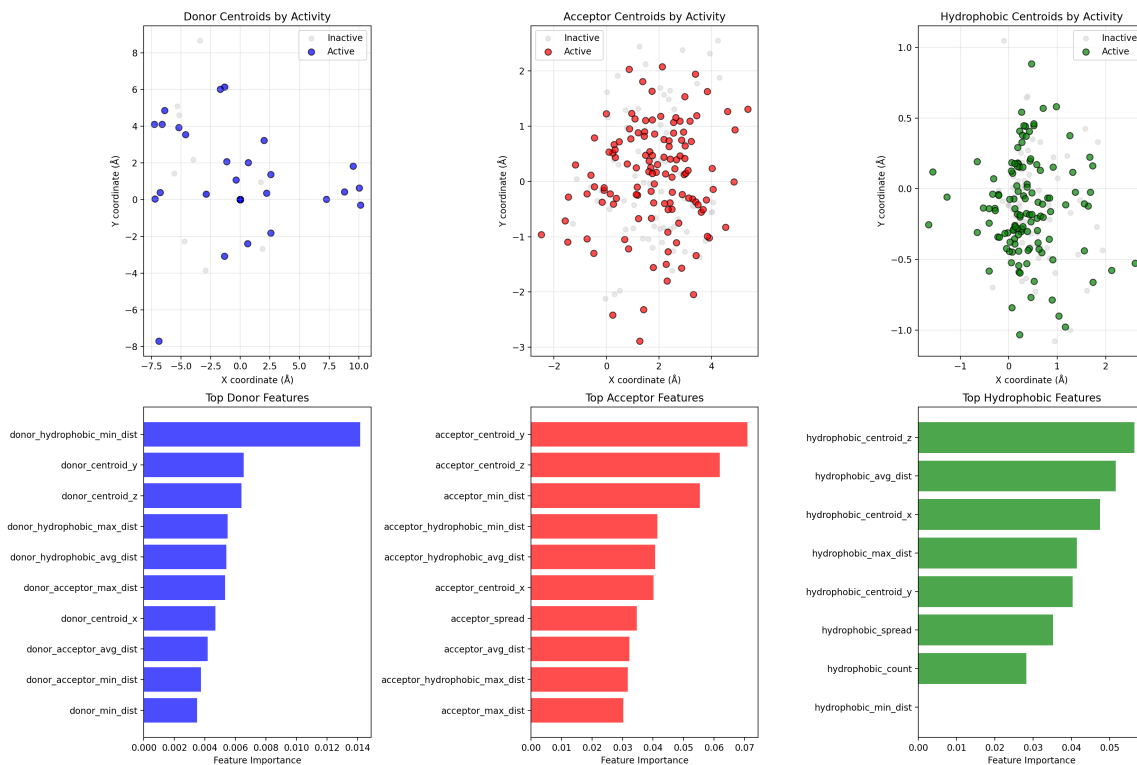 Donor Centroids by Activity
Inactive
Active
Y coordinate (Å)
8
6
4
2
0
−2
−4
−6
−8
−7.5 −5.0 −2.5 0.0 2.5 5.0 7.5 10.0
X coordinate (Å)
Acceptor Centroids by Activity
Inactive
Active
Y coordinate (Å)
2
1
0
−1
−2
−3
−2 0 2 4
X coordinate (Å)
Hydrophobic Centroids by Activity
Inactive
Active
Y coordinate (Å)
1.0
0.5
0.0
−0.5
−1.0
−1 0 1 2
X coordinate (Å)
Top Donor Features
donor_hydrophobic_min_dist
donor_centroid_y
donor_centroid_z
donor_hydrophobic_max_dist
donor_hydrophobic_avg_dist
donor_acceptor_max_dist
donor_centroid_x
donor_acceptor_avg_dist
donor_acceptor_min_dist
donor_min_dist
0.000 0.002 0.004 0.006 0.008 0.010 0.012 0.014
Feature Importance
Top Acceptor Features
acceptor_centroid_y
acceptor_centroid_z
acceptor_min_dist
acceptor_hydrophobic_min_dist
acceptor_hydrophobic_avg_dist
acceptor_centroid_x
acceptor_spread
acceptor_avg_dist
acceptor_hydrophobic_max_dist
acceptor_max_dist
0.00 0.01 0.02 0.03 0.04 0.05 0.06 0.07
Feature Importance
Top Hydrophobic Features
hydrophobic_centroid_z
hydrophobic_avg_dist
hydrophobic_centroid_x
hydrophobic_max_dist
hydrophobic_centroid_y
hydrophobic_spread
hydrophobic_count
hydrophobic_min_dist
0.00 0.01 0.02 0.03 0.04 0.05
Feature Importance